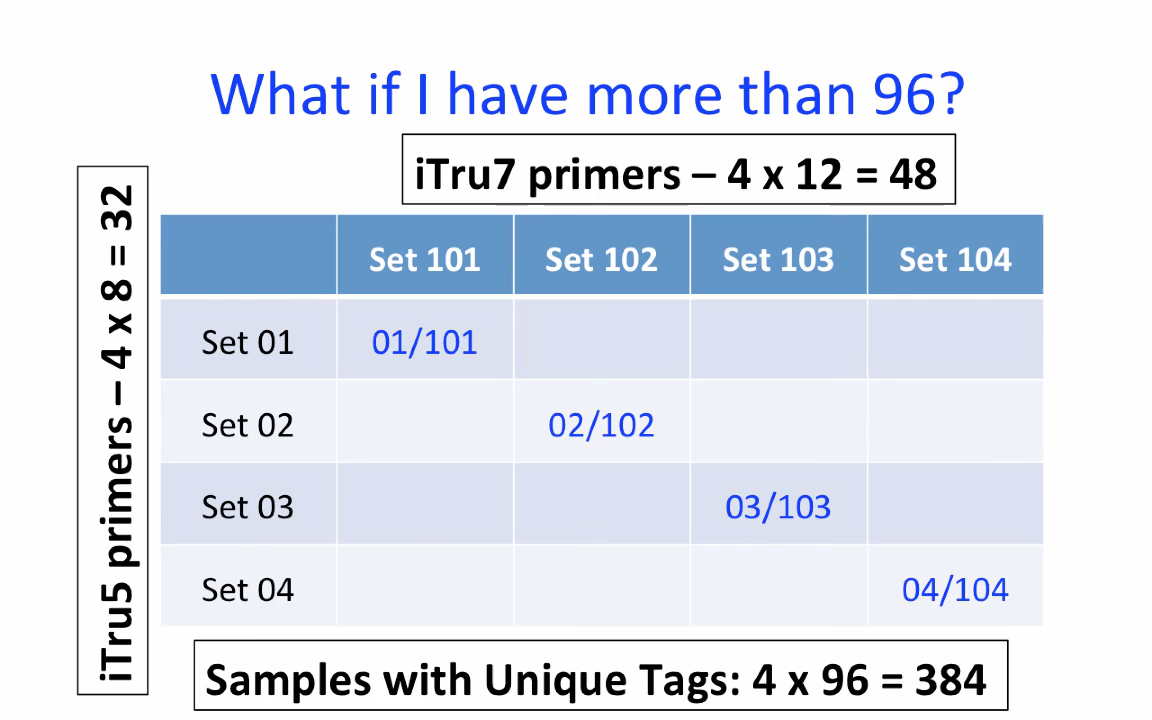 What if I have more than 96?
iTru7 primers – 4 x 12 = 48
iTru5 primers – 4 x 8 = 32
Set 101 Set 102 Set 103 Set 104
Set 01 01/101
Set 02 02/102
Set 03 03/103
Set 04 04/104
Samples with Unique Tags: 4 x 96 = 384